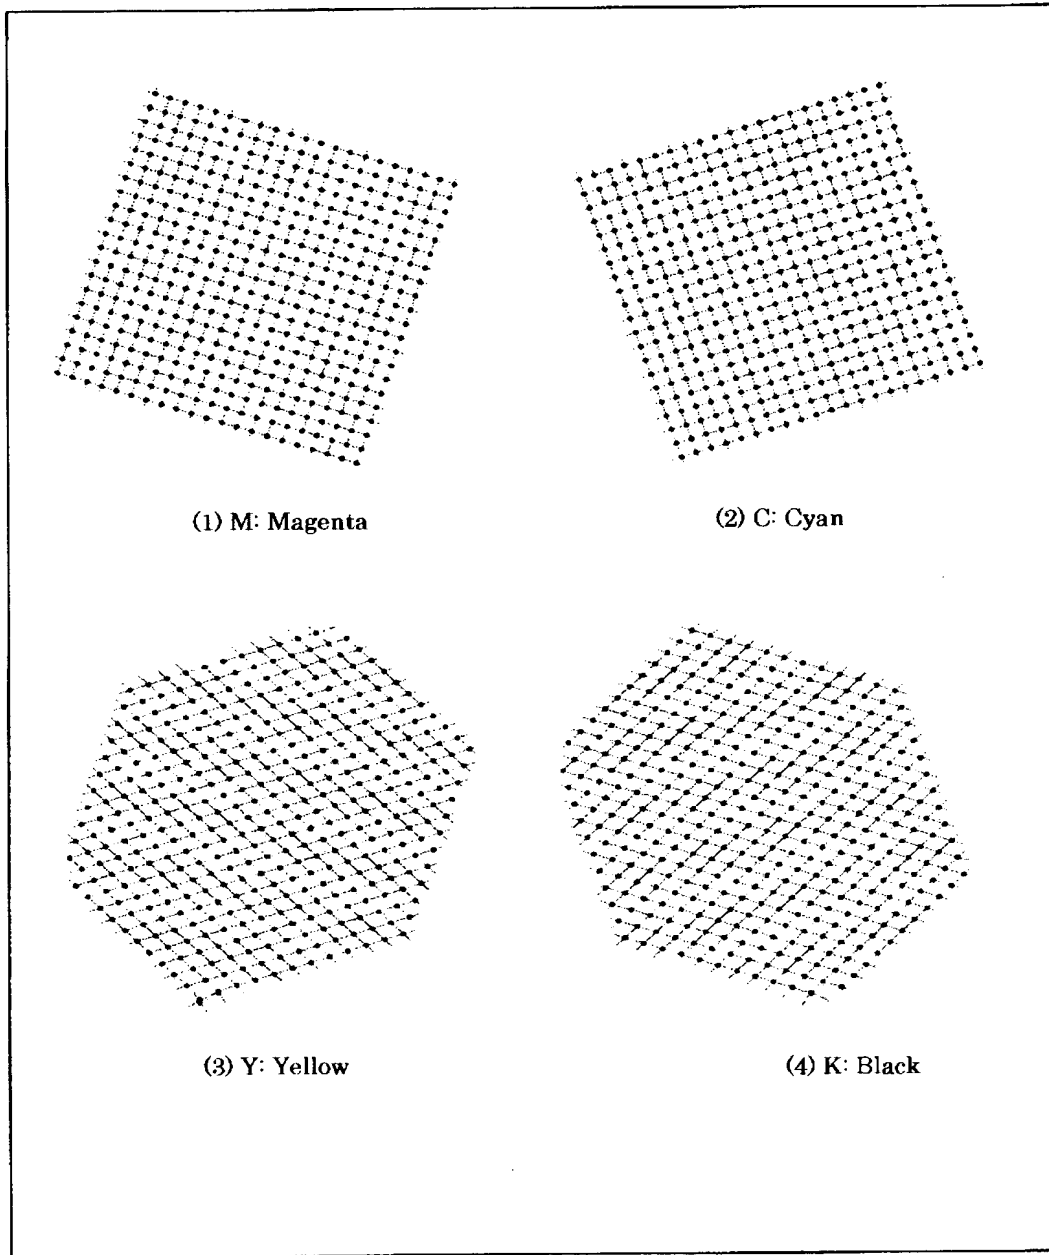 (1) M: Magenta
(2) C: Cyan
(3) Y: Yellow
(4) K: Black